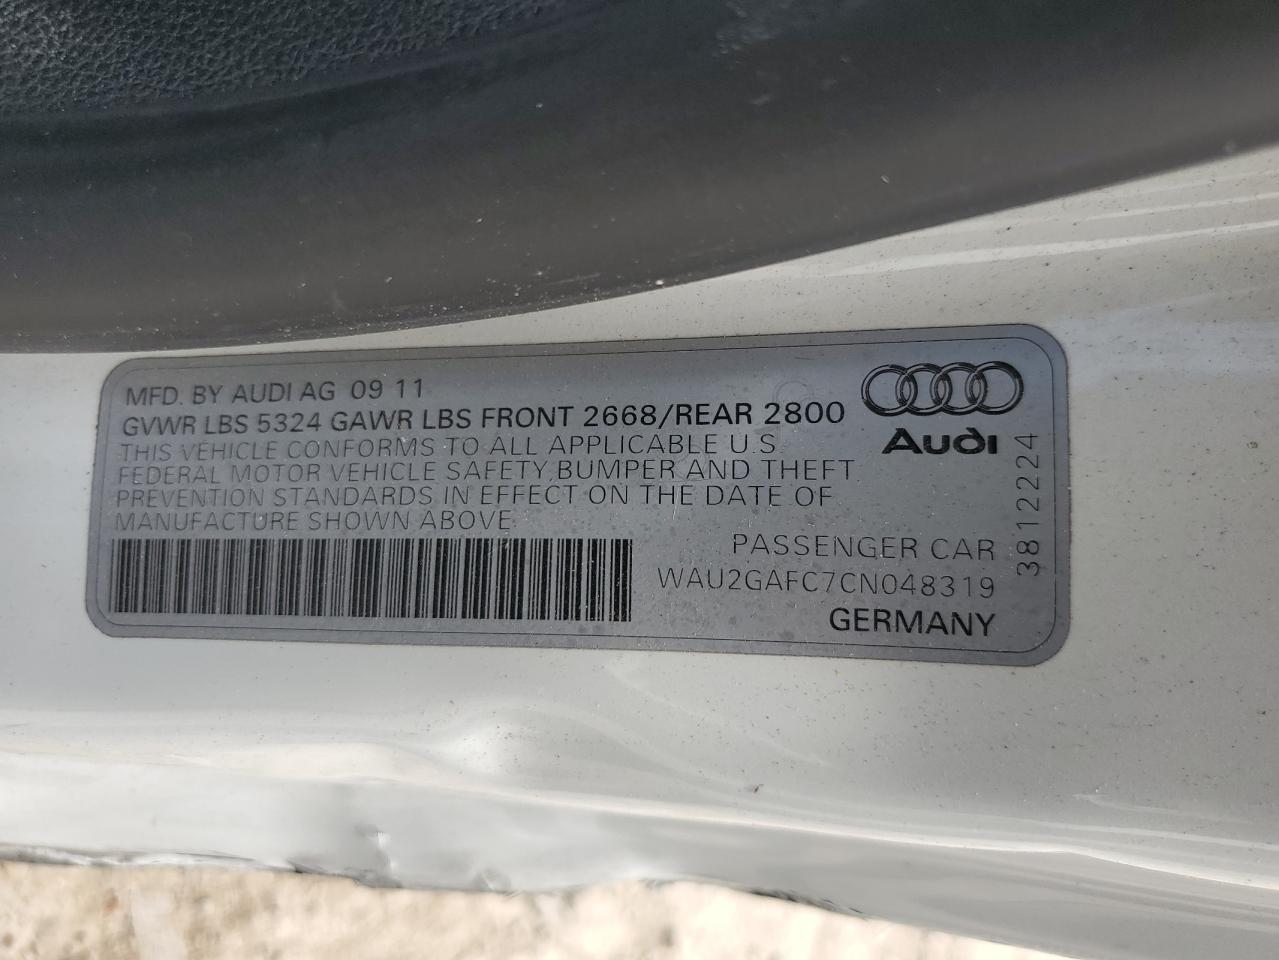 MFD. BY AUDI AG 09 11
GVWR LBS 5324 GAWR LBS FRONT 2668/REAR 2800
THIS VEHICLE CONFORMS TO ALL APPLICABLE U.S.
FEDERAL MOTOR VEHICLE SAFETY, BUMPER AND THEFT
PREVENTION STANDARDS IN EFFECT ON THE DATE OF
MANUFACTURE SHOWN ABOVE.
Audi
PASSENGER CAR
WAU2GAFC7CN048319
GERMANY
38122224